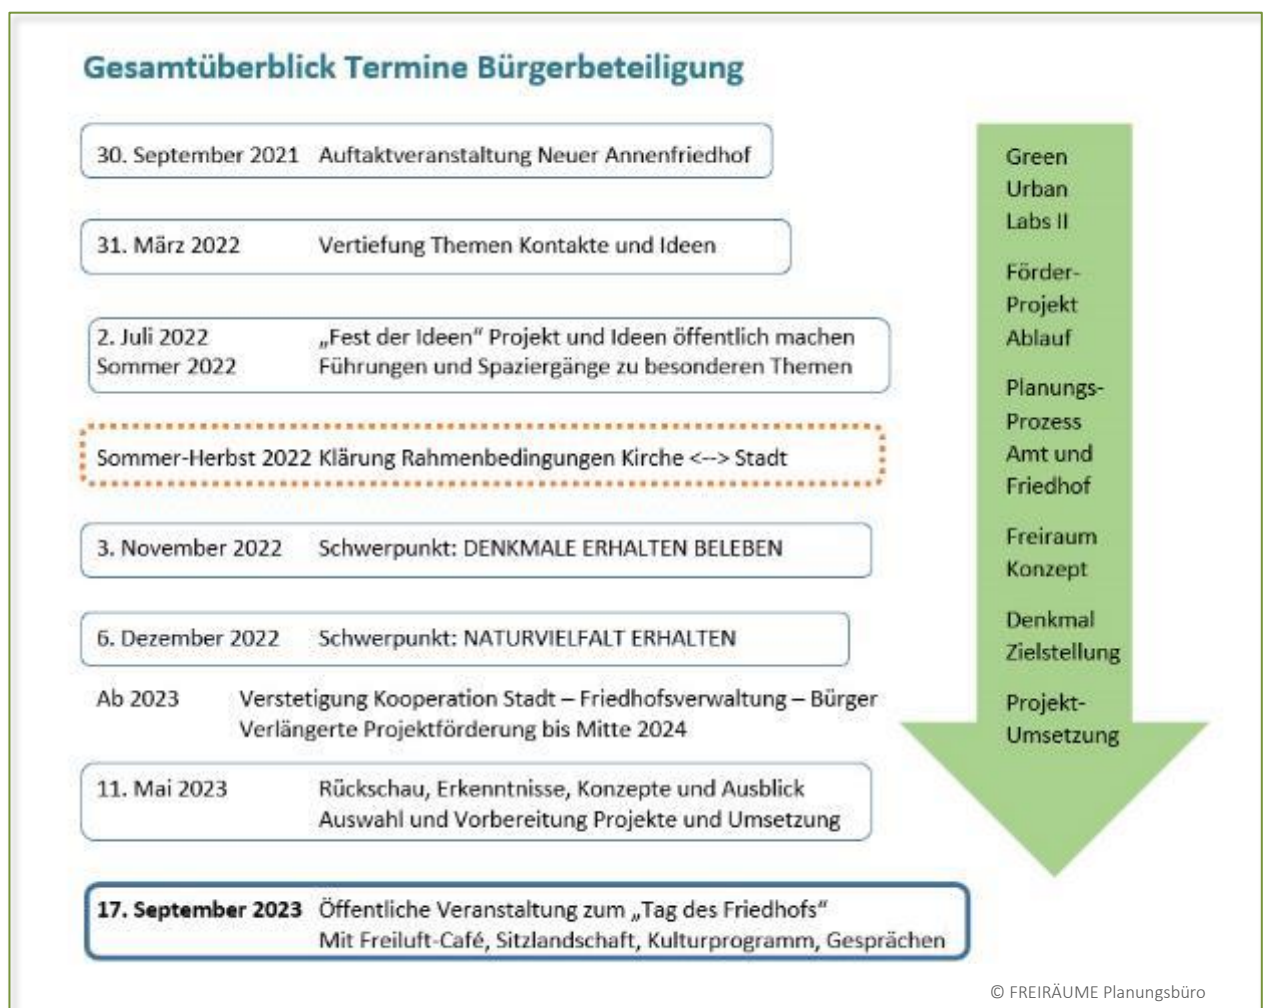 Gesamtüberblick Termine Bürgerbeteiligung
30. September 2021 Auftaktveranstaltung Neuer Annenfriedhof
31. März 2022 Vertiefung Themen Kontakte und Ideen
2. Juli 2022 „Fest der Ideen“ Projekt und Ideen öffentlich machen
Sommer 2022 Führungen und Spaziergänge zu besonderen Themen
Sommer-Herbst 2022 Klärung Rahmenbedingungen Kirche <--> Stadt
3. November 2022 Schwerpunkt: DENKMALE ERHALTEN BELEBEN
6. Dezember 2022 Schwerpunkt: NATURVIELFALT ERHALTEN
Ab 2023 Verstetigung Kooperation Stadt – Friedhofsverwaltung – Bürger
Verlängerte Projektförderung bis Mitte 2024
11. Mai 2023 Rückschau, Erkenntnisse, Konzepte und Ausblick
Auswahl und Vorbereitung Projekte und Umsetzung
17. September 2023 Öffentliche Veranstaltung zum „Tag des Friedhofs“
Mit Freiluft-Café, Sitzlandschaft, Kulturprogramm, Gesprächen
Green
Urban
Labs II
Förder-
Projekt
Ablauf
Planungs-
Prozess
Amt und
Friedhof
Freiraum
Konzept
Denkmal
Zielstellung
Projekt-
Umsetzung
© FREIRÄUME Planungsbüro